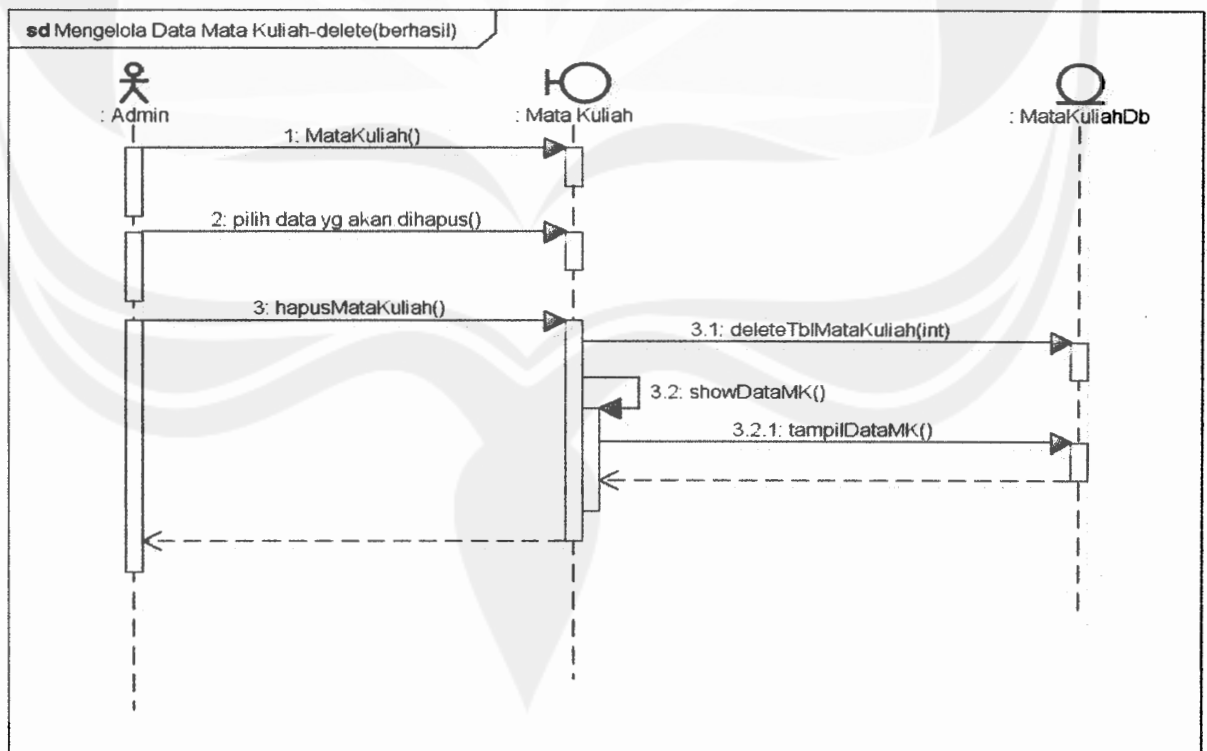 sd Mengelola Data Mata Kuliah-delete(berhasil)
: Admin
: Mata Kuliah
: MataKuliahDb
1: MataKuliah()
2: pilih data yg akan dihapus()
3: hapusMataKuliah()
3.1: deleteTblMataKuliah(int)
3.2: showDataMK()
3.2.1: tampilDataMK()